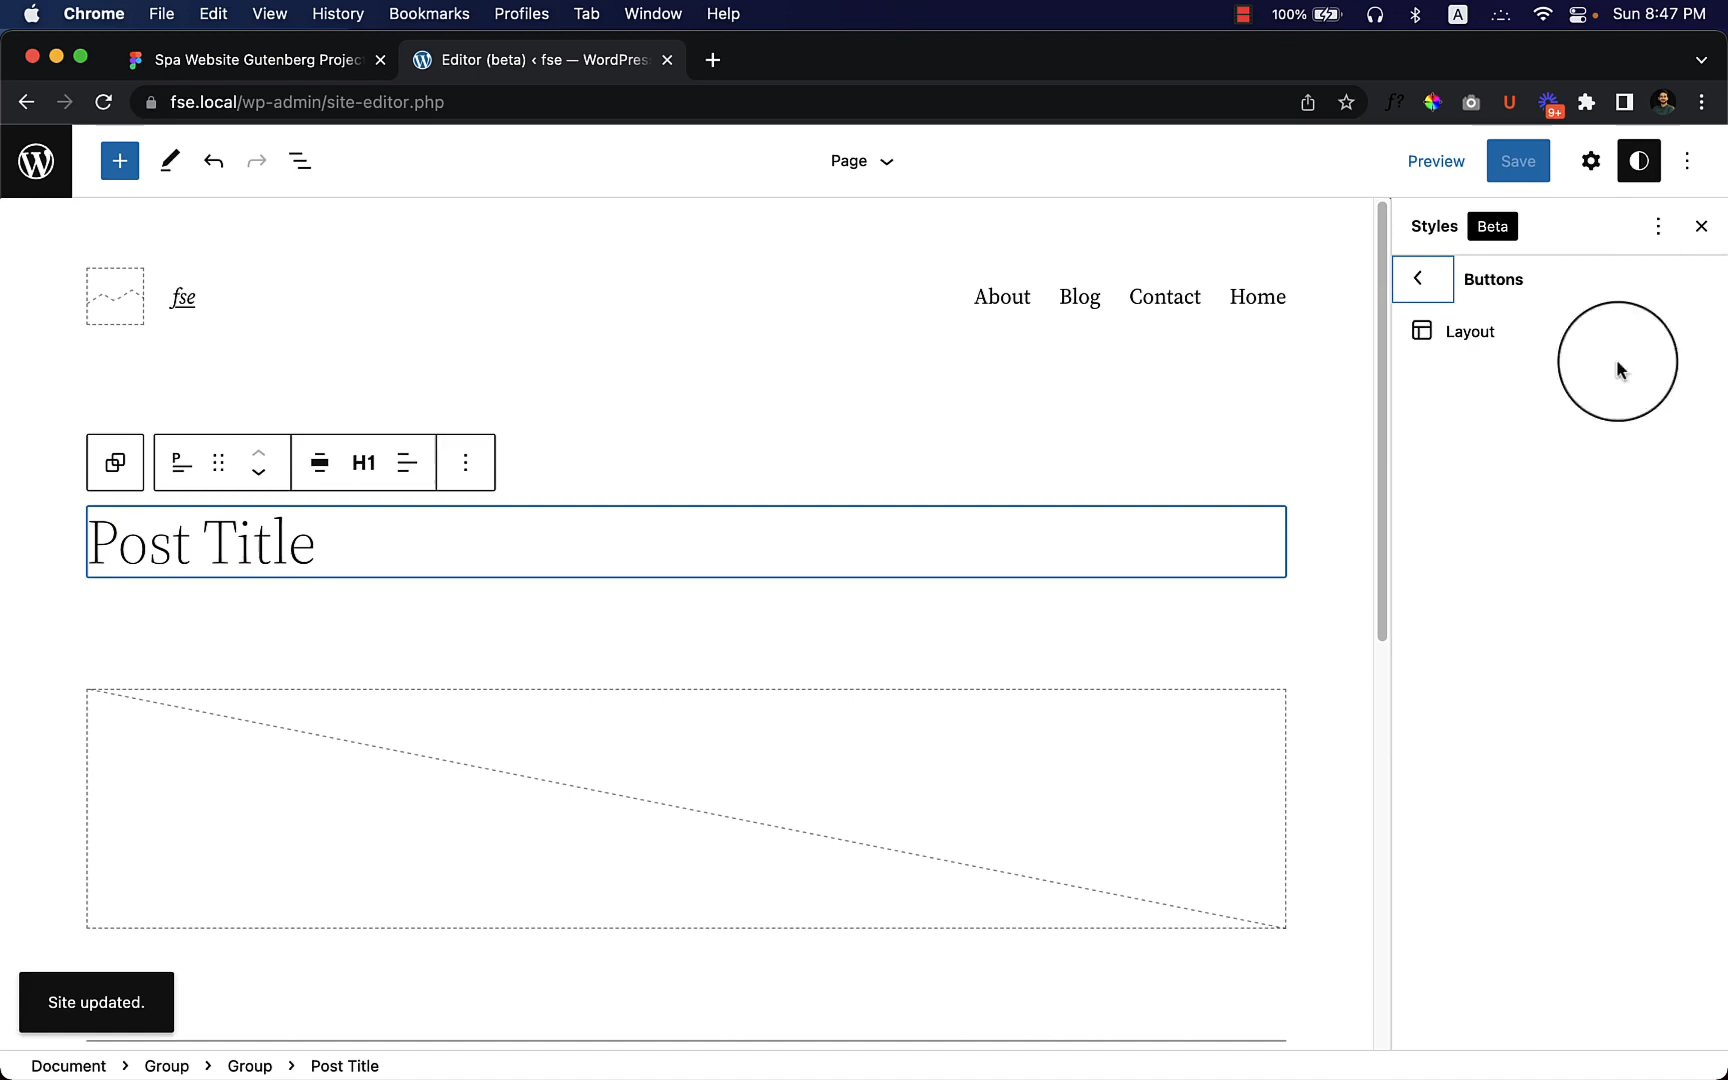 Chrome File Edit View History Bookmarks Profiles Tab Window Help 100% A Sun 8:47 PM
Spa Website Gutenberg Projec Editor (beta) ‹ fse — WordPres
fse.local/wp-admin/site-editor.php f? U 9+
Page Preview Save
Styles Beta
Buttons
Layout
fse About Blog Contact Home
P H1
Post Title
Site updated.
Document Group Group Post Title